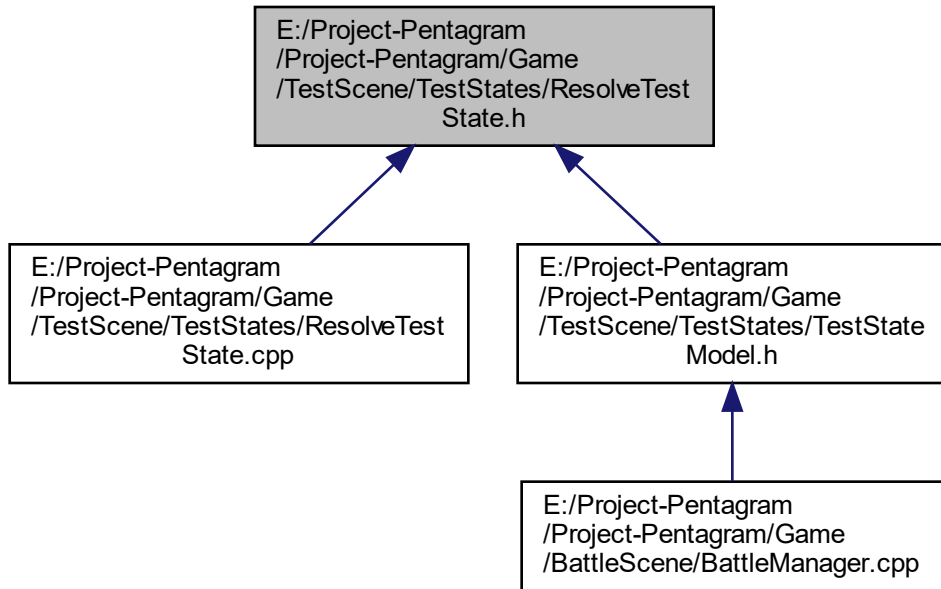 E:/Project-Pentagram
/Project-Pentagram/Game
/TestScene/TestStates/ResolveTest
State.h
E:/Project-Pentagram
/Project-Pentagram/Game
/TestScene/TestStates/ResolveTest
State.cpp
E:/Project-Pentagram
/Project-Pentagram/Game
/TestScene/TestStates/TestState
Model.h
E:/Project-Pentagram
/Project-Pentagram/Game
/BattleScene/BattleManager.cpp